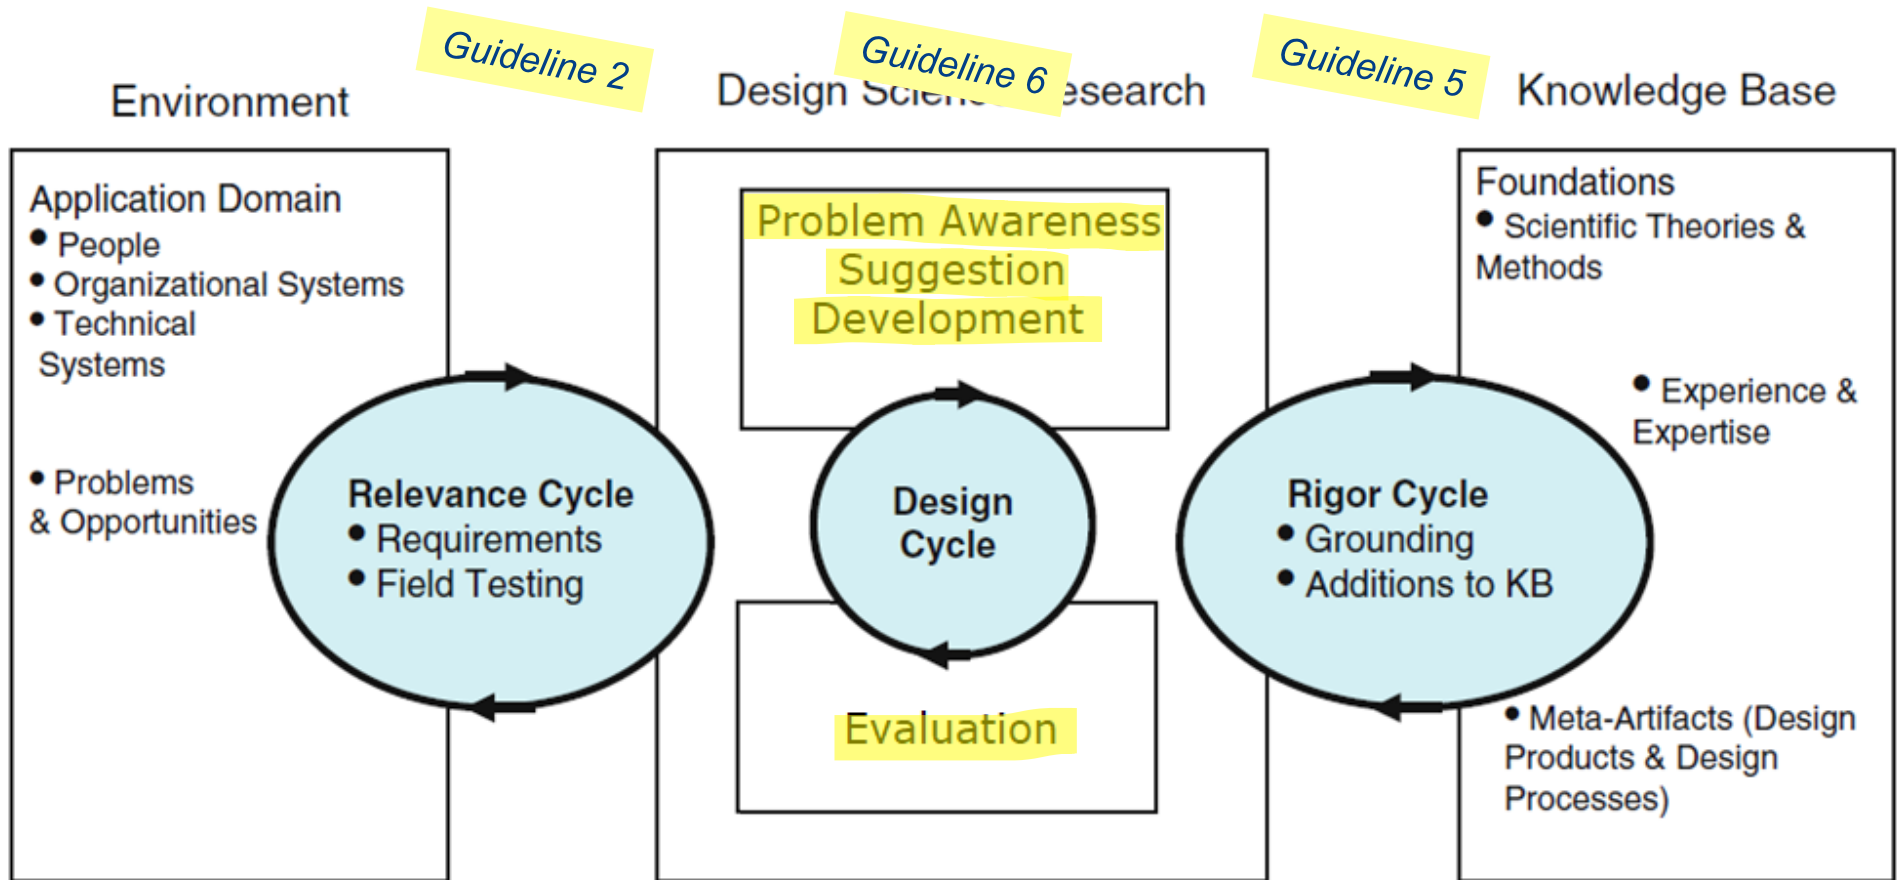 Guideline 2
Guideline 6
Guideline 5
Environment
Design Science Research
Knowledge Base
Application Domain
• People
• Organizational Systems
• Technical
Systems
• Problems
& Opportunities
Relevance Cycle
• Requirements
• Field Testing
Problem Awareness
Suggestion
Development
Design
Cycle
Evaluation
Rigor Cycle
• Grounding
• Additions to KB
Foundations
• Scientific Theories &
Methods
• Experience &
Expertise
• Meta-Artifacts (Design
Products & Design
Processes)